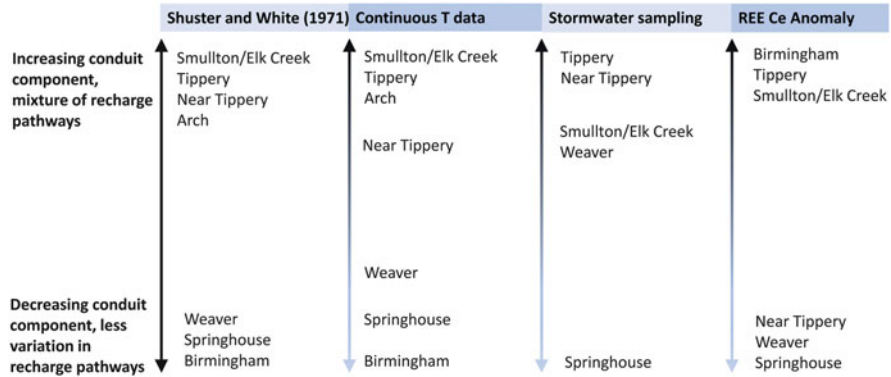 Shuster and White (1971) Continuous T data Stormwater sampling REE Ce Anomaly
Increasing conduit
component,
mixture of recharge
pathways
Smullton/Elk Creek
Tippery
Near Tippery
Arch
Smullton/Elk Creek
Tippery
Arch
Near Tippery
Tippery
Near Tippery
Smullton/Elk Creek
Weaver
Birmingham
Tippery
Smullton/Elk Creek
Decreasing conduit
component, less
variation in
recharge pathways
Weaver
Springhouse
Birmingham
Weaver
Springhouse
Birmingham
Springhouse
Near Tippery
Weaver
Springhouse